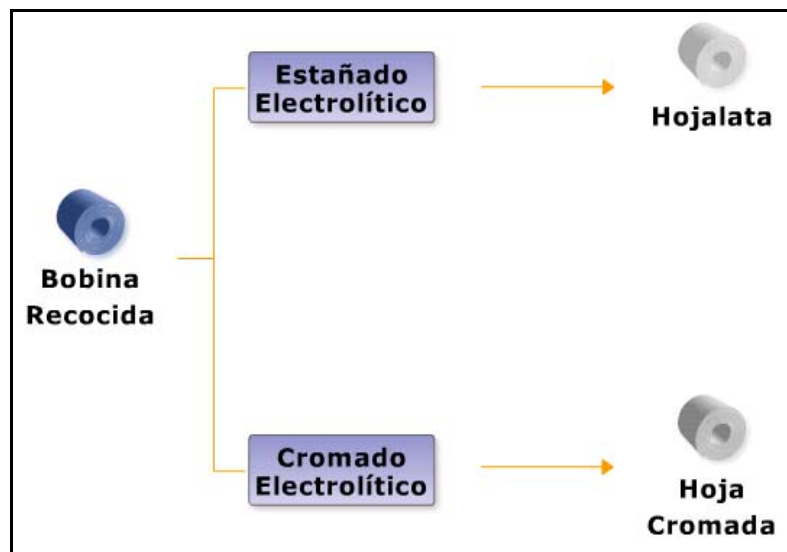 Estañado
Electrolítico
Hojalata
Bobina
Recocida
Cromado
Electrolítico
Hoja
Cromada